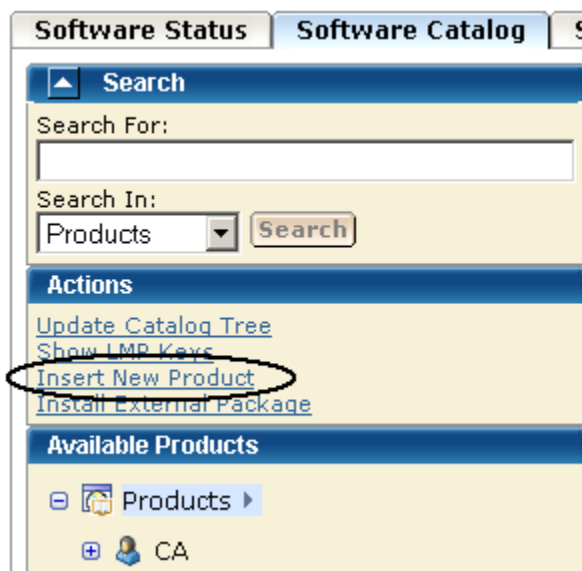 Software Status Software Catalog S
Search
Search For:
Search In:
Products Search
Actions
Update Catalog Tree
Show LMP Keys
Insert New Product
Install External Package
Available Products
Products
CA